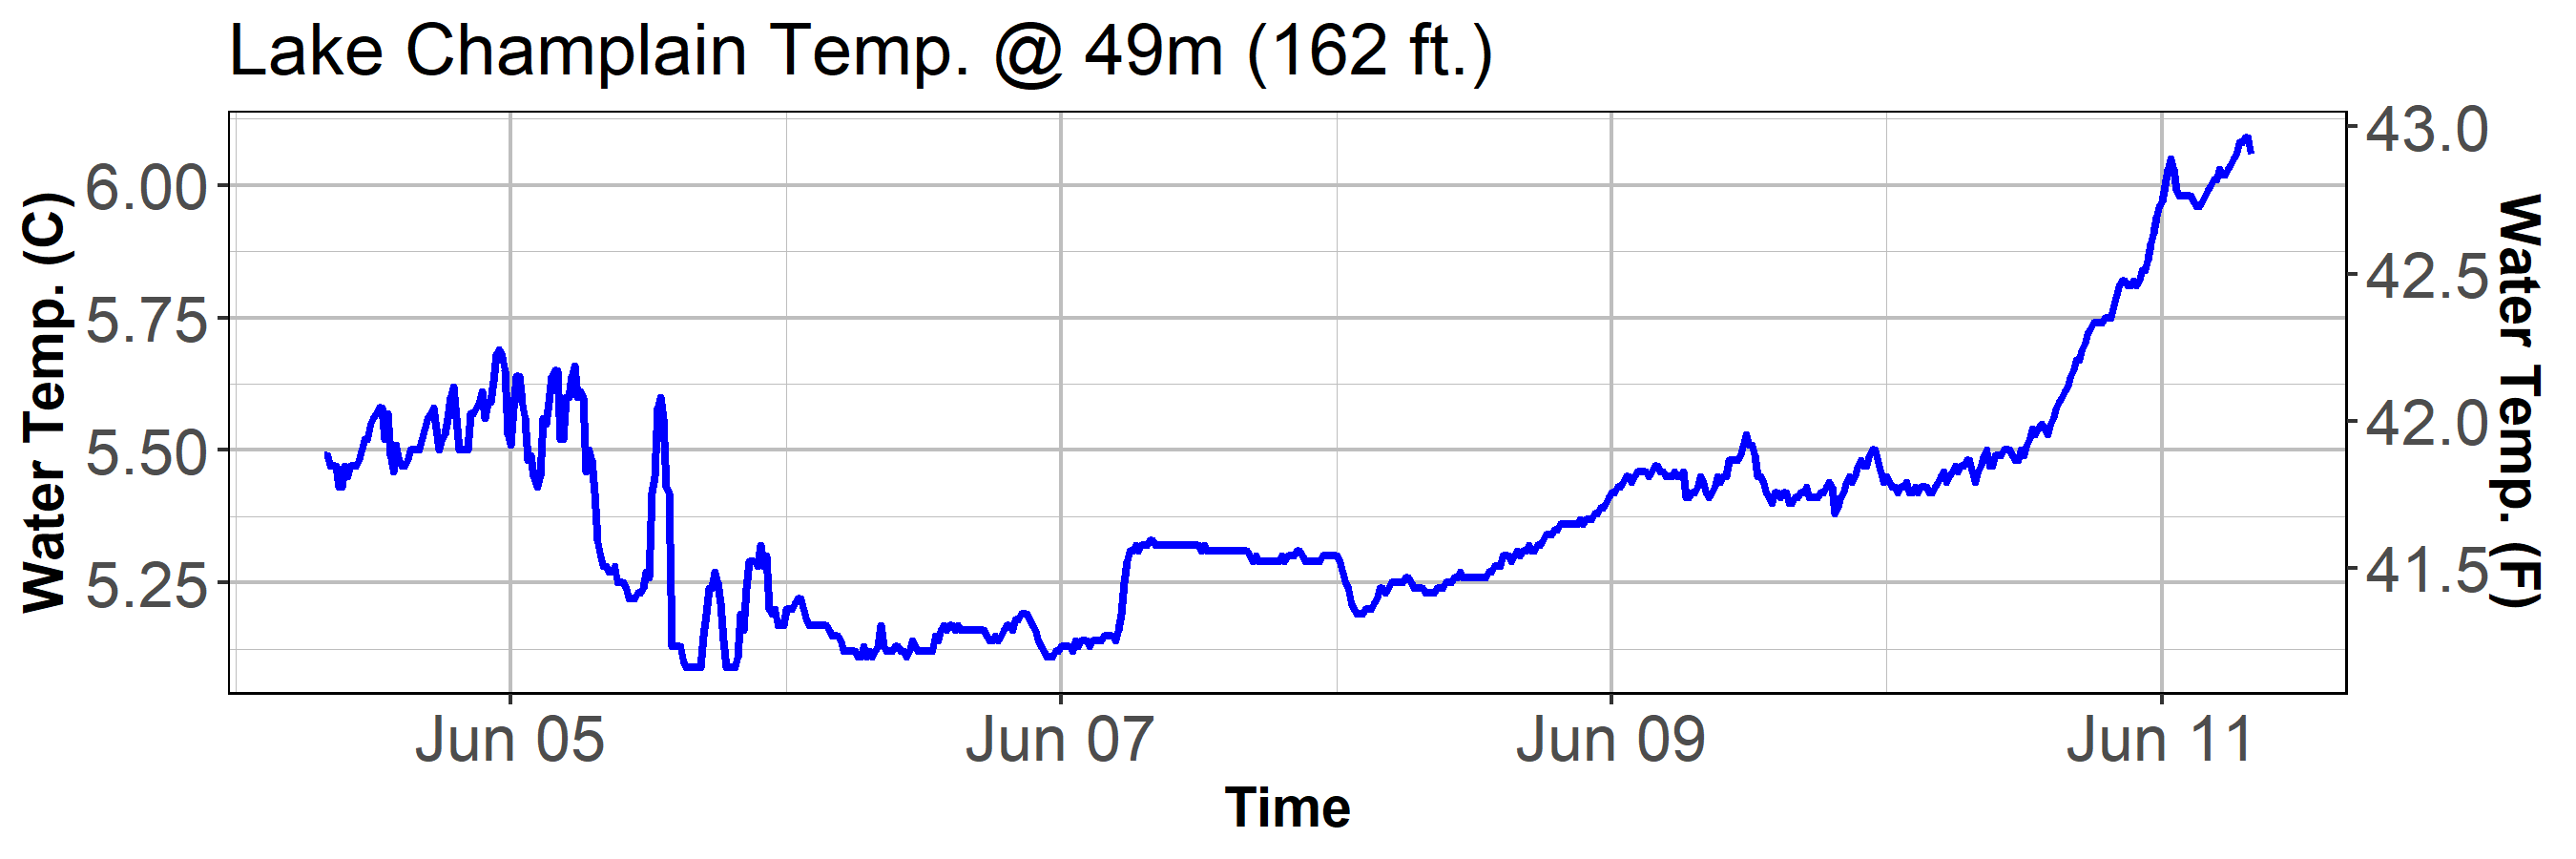 Lake Champlain Temp. @ 49m (162 ft.)
Water Temp. (C)
6.00
5.75
5.50
5.25
43.0
42.5
42.0
41.5
Water Temp. (F)
Jun 05 Jun 07 Jun 09 Jun 11
Time